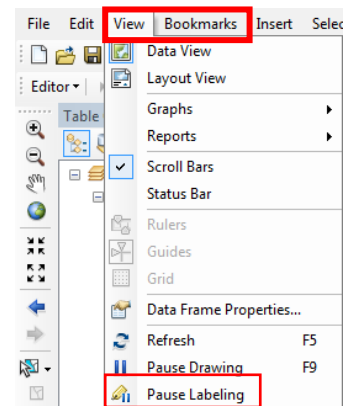 File Edit View Bookmarks Insert Selec
Data View
Layout View
Editor
Graphs
Table
Reports
Scroll Bars
Status Bar
Rulers
Guides
Grid
Data Frame Properties...
Refresh F5
Pause Drawing F9
Pause Labeling